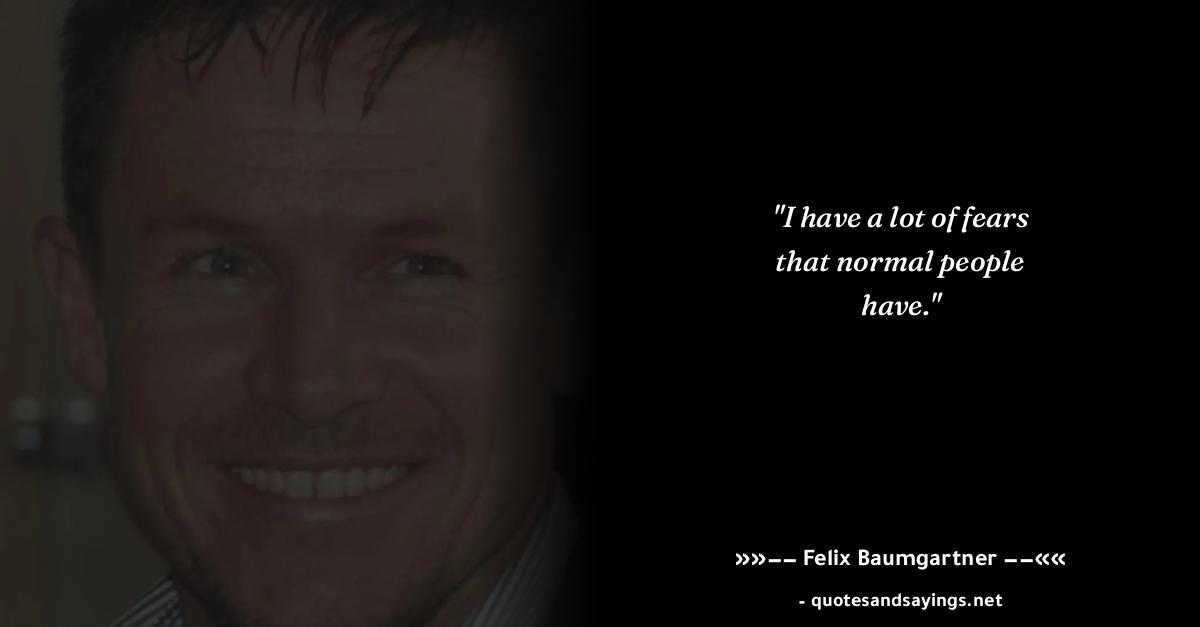 "I have a lot of fears
that normal people
have."
»»–– Felix Baumgartner ––««
- quotesandsayings.net